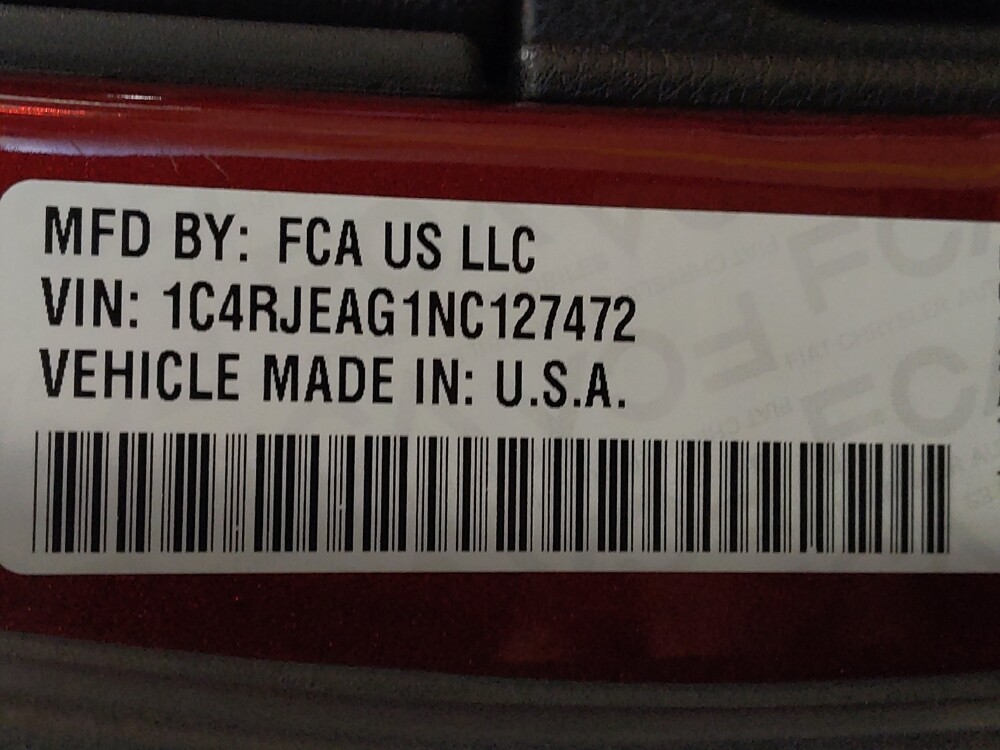 MFD BY: FCA US LLC
VIN: 1C4RJEAG1NC127472
VEHICLE MADE IN: U.S.A.